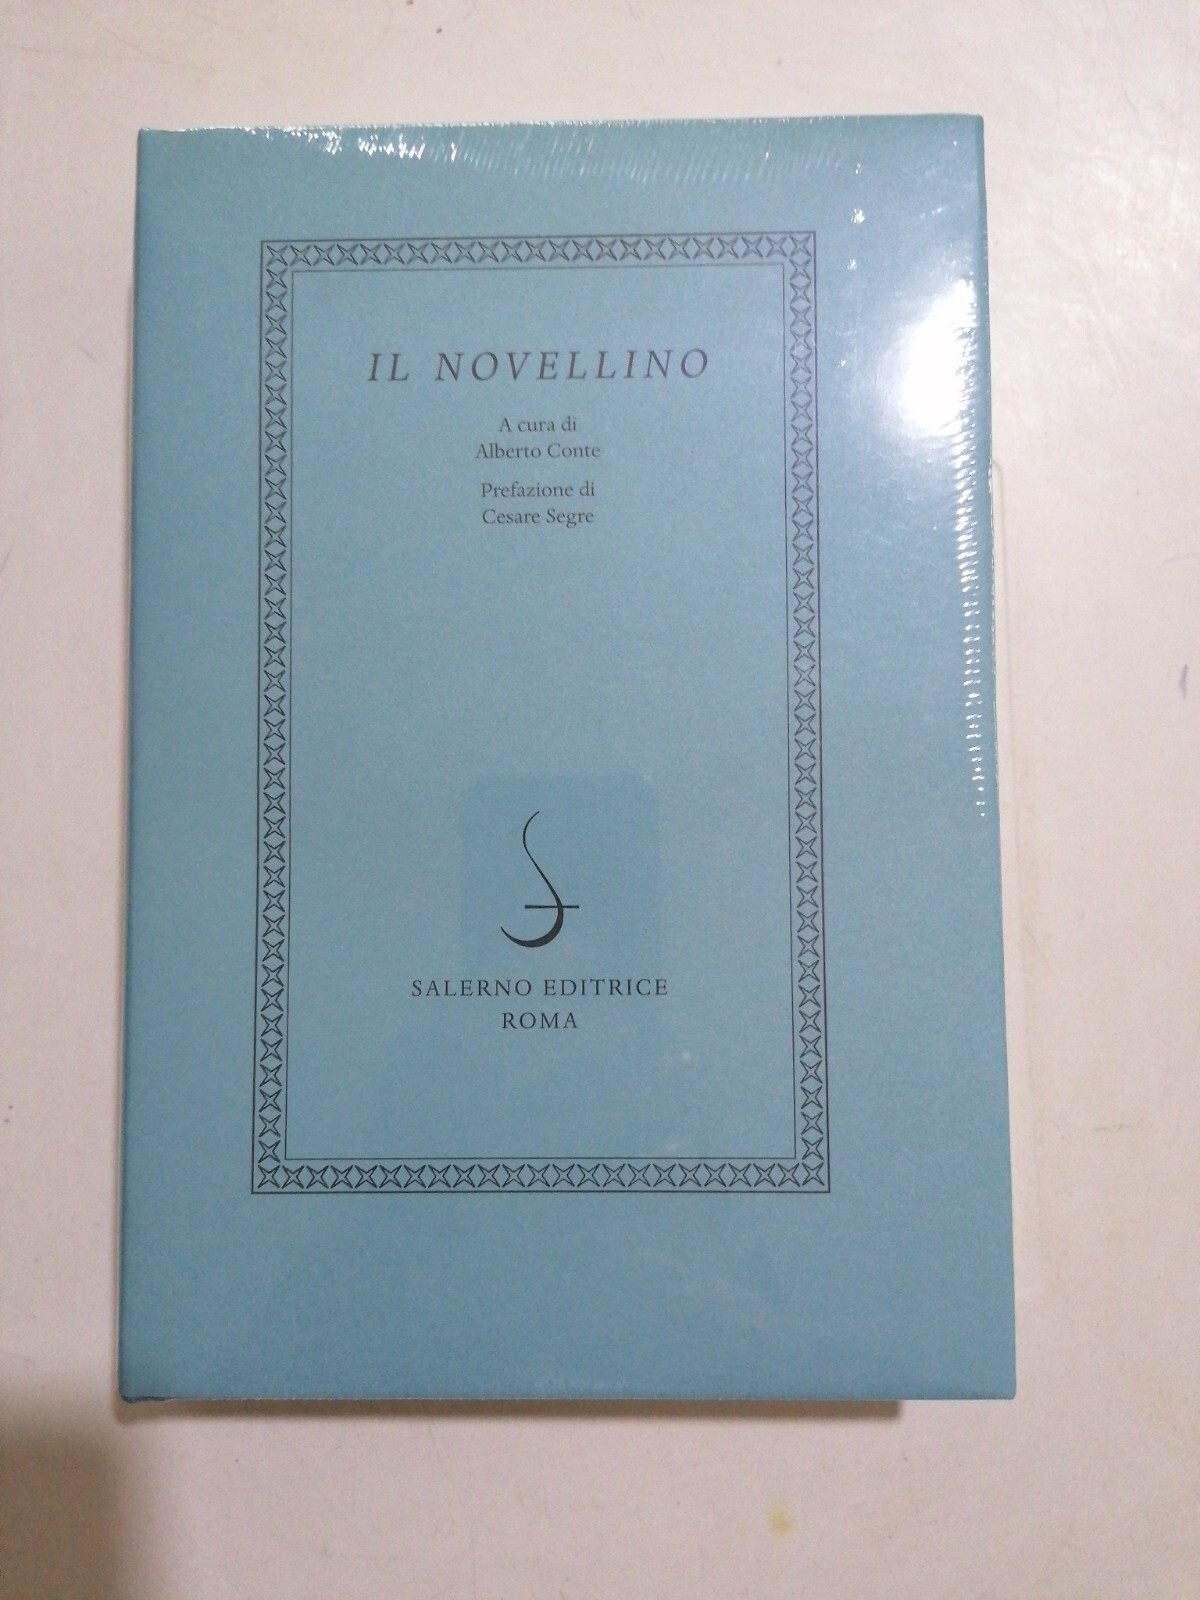 IL NOVELLINO
A cura di
Alberto Conte
Prefazione di
Cesare Segre
SALERNO EDITRICE
ROMA